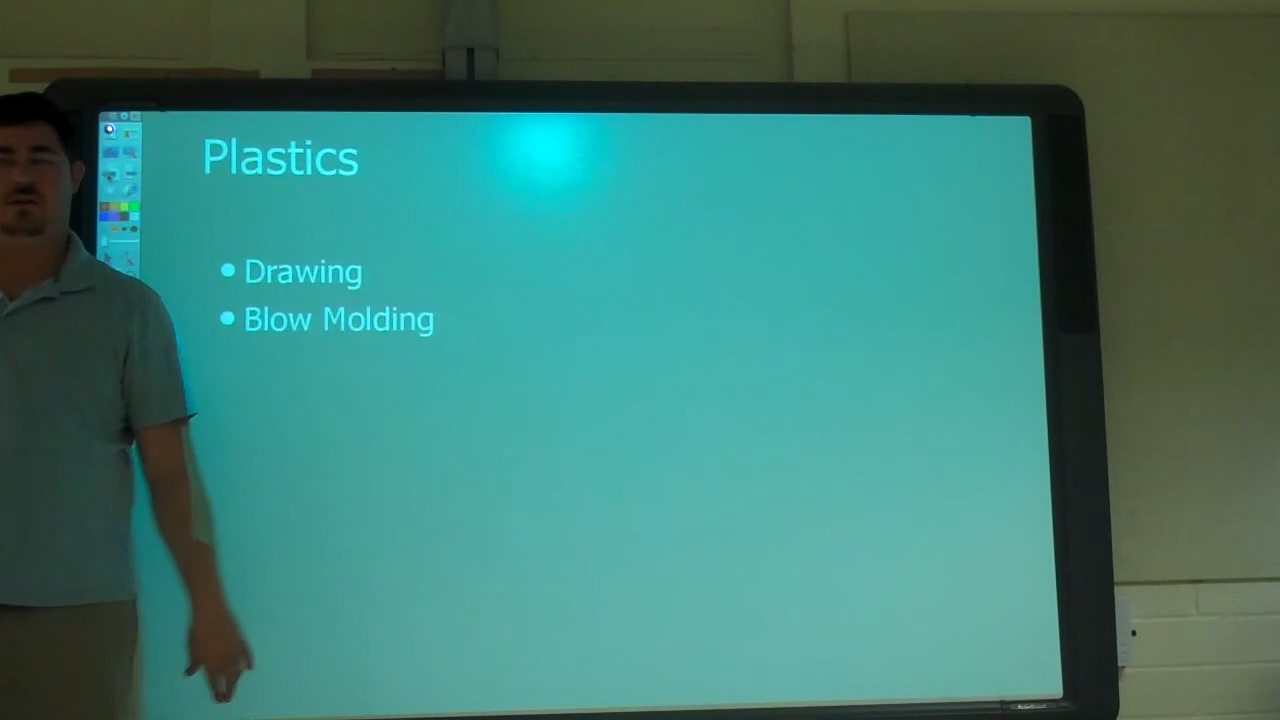 Plastics
• Drawing
• Blow Molding